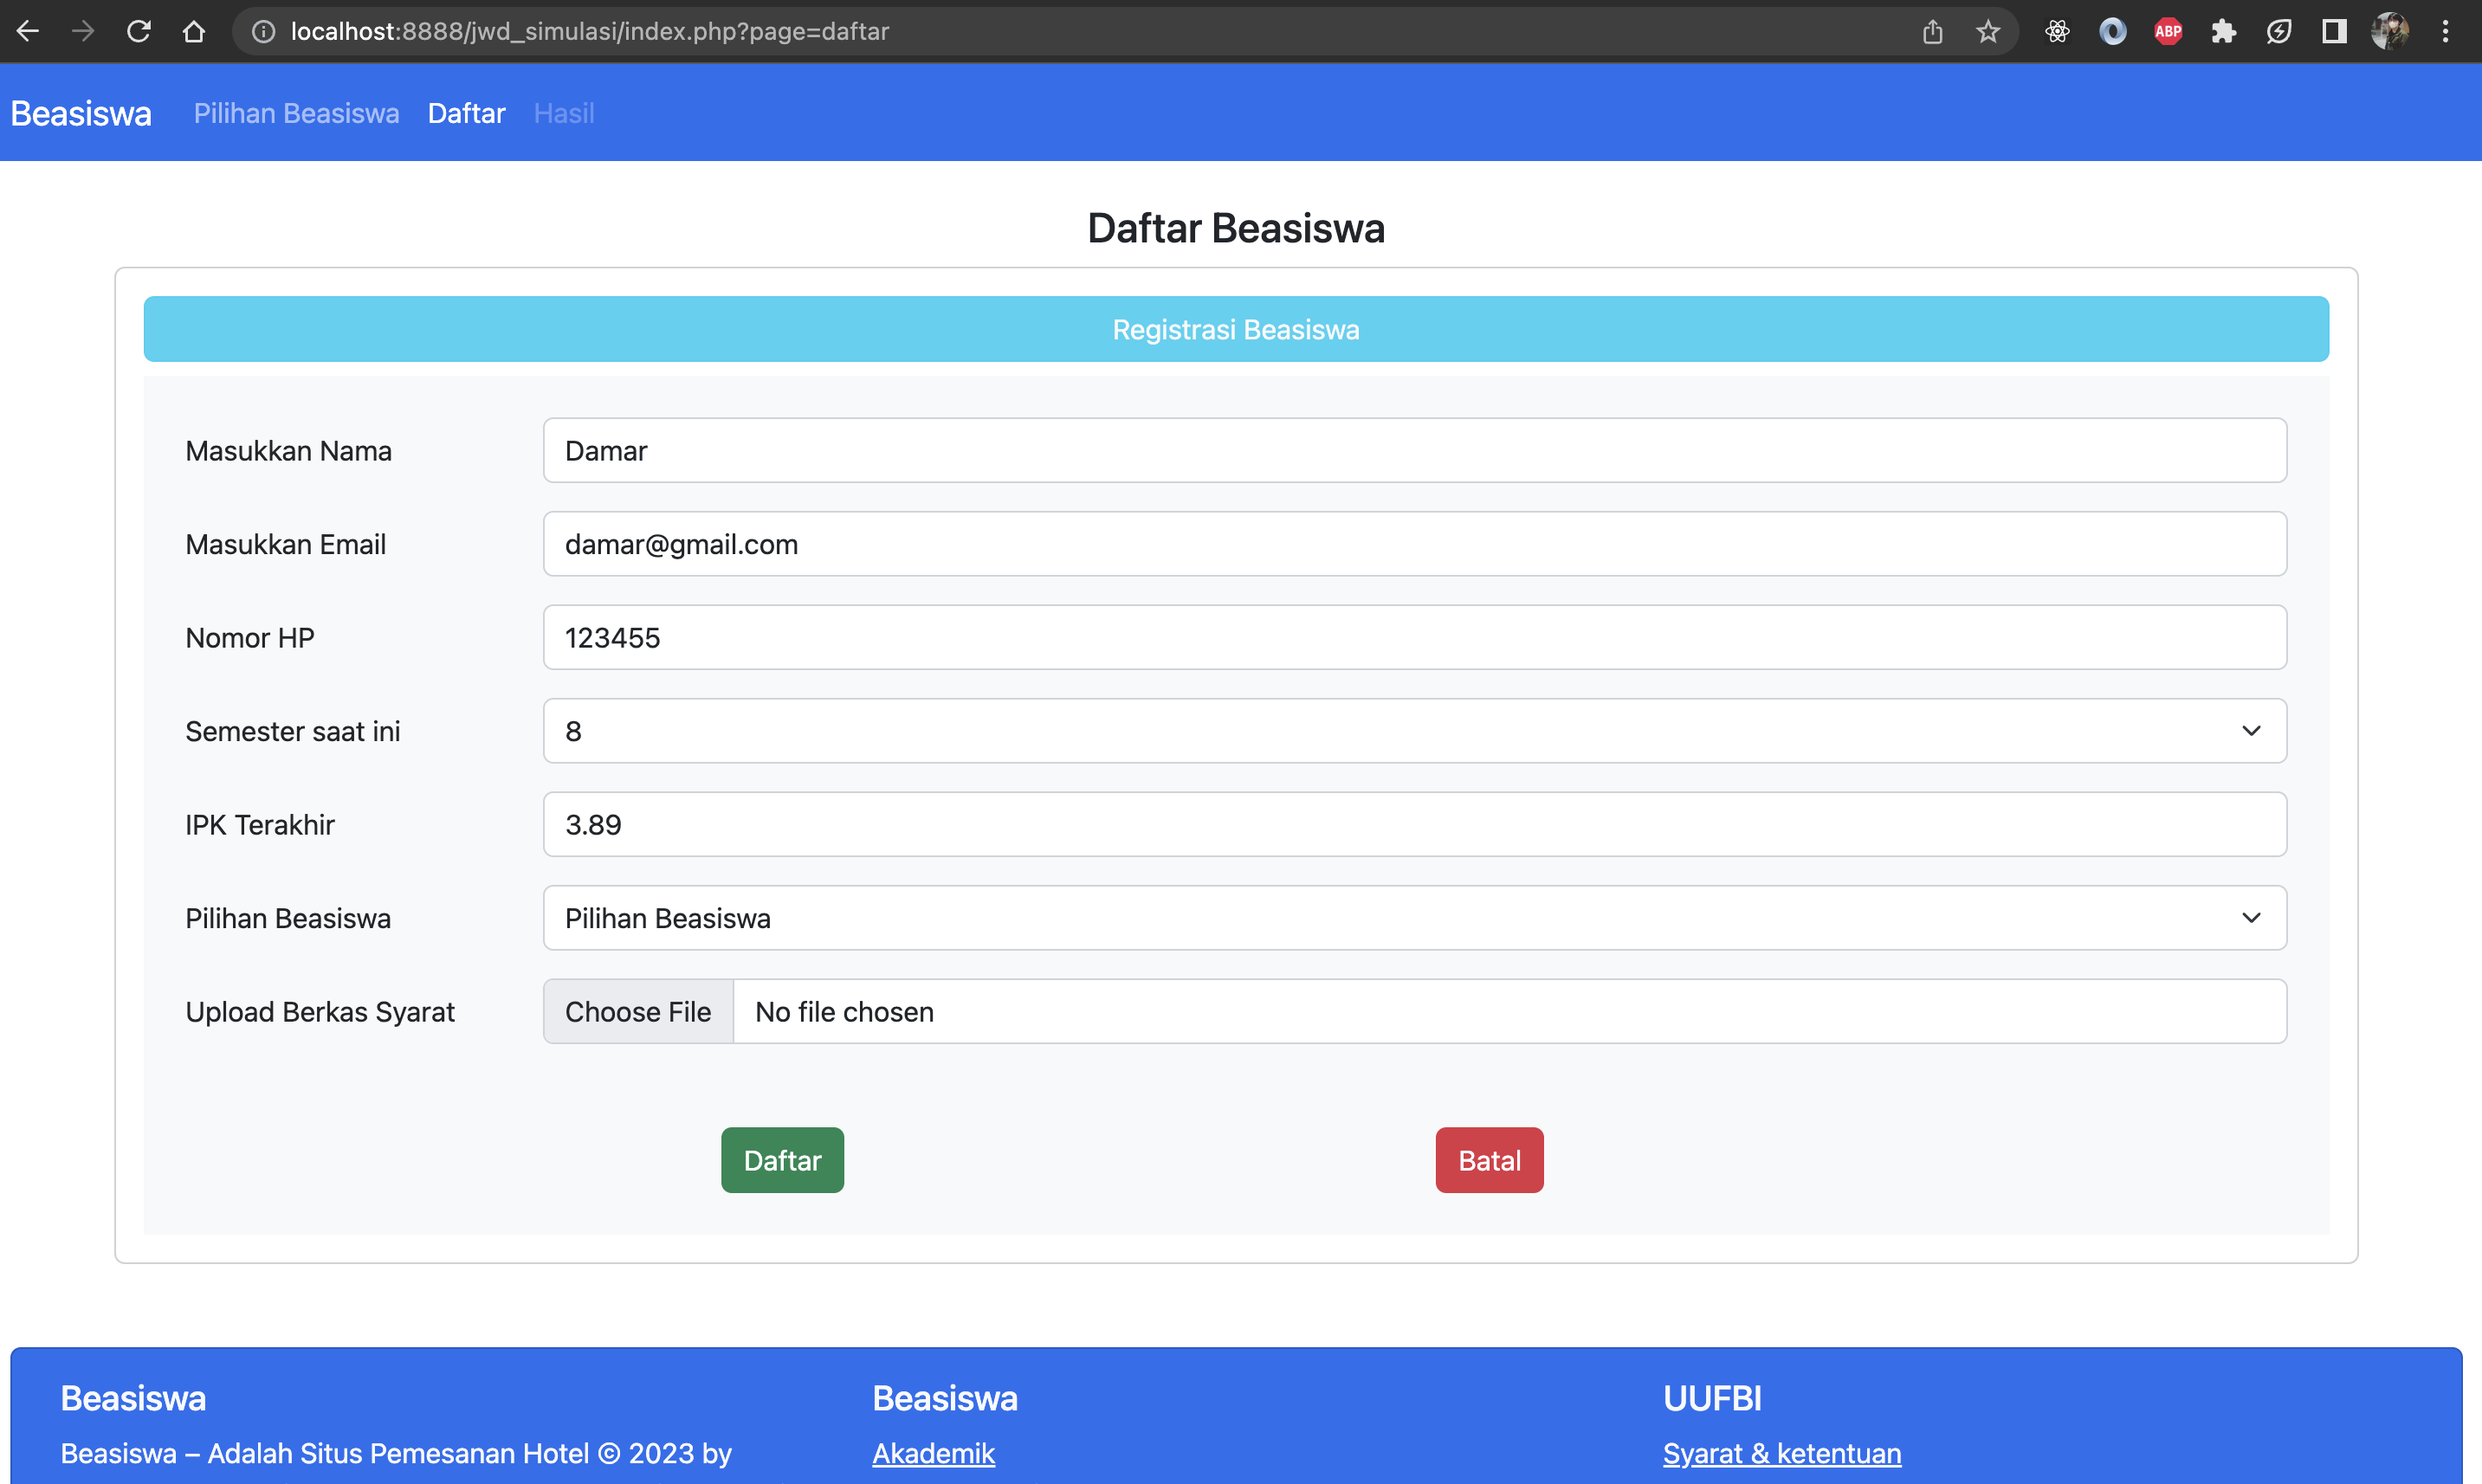 localhost:8888/jwd_simulasi/index.php?page=daftar
ABP
Beasiswa Pilihan Beasiswa Daftar Hasil
Daftar Beasiswa
Registrasi Beasiswa
Masukkan Nama Damar
Masukkan Email damar@gmail.com
Nomor HP 123455
Semester saat ini 8
IPK Terakhir 3.89
Pilihan Beasiswa Pilihan Beasiswa
Upload Berkas Syarat Choose File No file chosen
Daftar Batal
Beasiswa Beasiswa UUFBI
Beasiswa – Adalah Situs Pemesanan Hotel © 2023 by Akademik Syarat & ketentuan